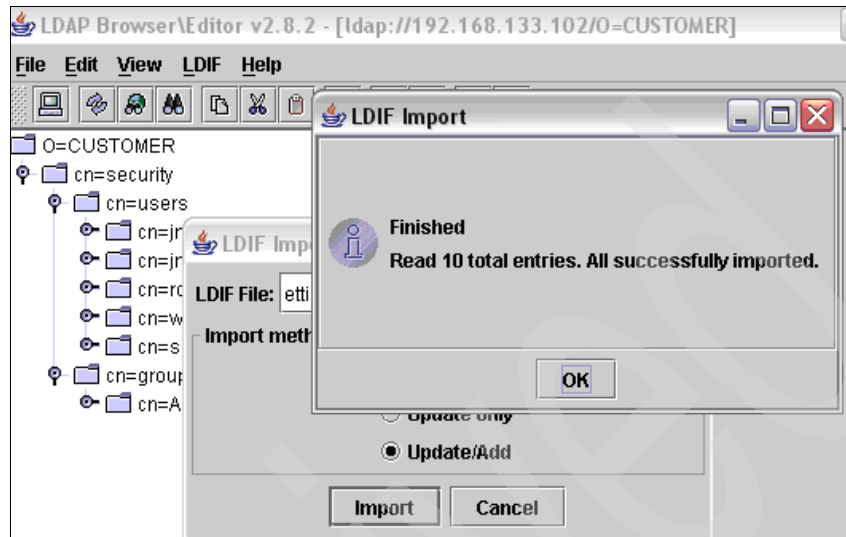 LDAP Browser\Editor v2.8.2 - [ldap://192.168.133.102/O=CUSTOMER]
File Edit View LDIF Help
LDIF Import
O=CUSTOMER
cn=security
cn=users
Finished
Read 10 total entries. All successfully imported.
OK
LDIF File:
Update only
Update/Add
Import Cancel